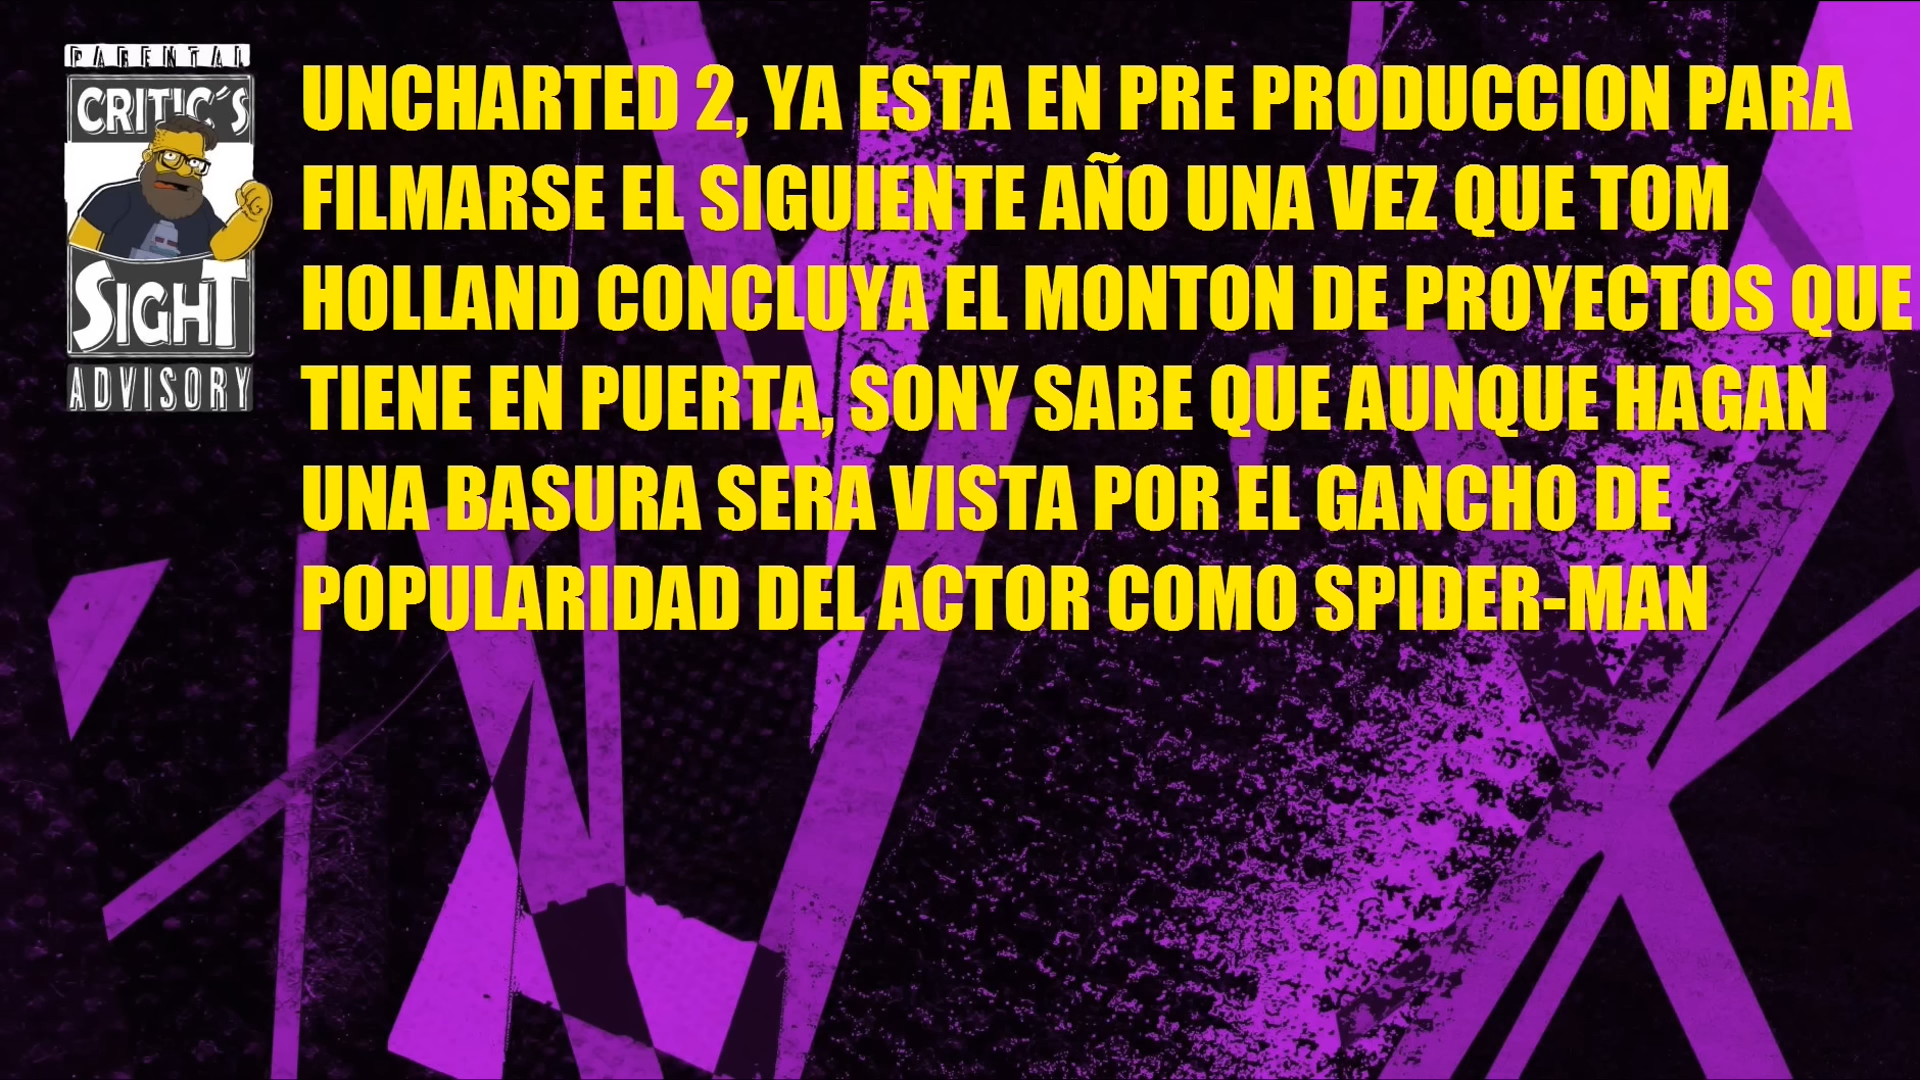 PARENTAL
CRITIC´S
SIGHT
ADVISORY
UNCHARTED 2, YA ESTA EN PRE PRODUCCION PARA
FILMARSE EL SIGUIENTE AÑO UNA VEZ QUE TOM
HOLLAND CONCLUYA EL MONTON DE PROYECTOS QUE
TIENE EN PUERTA, SONY SABE QUE AUNQUE HAGAN
UNA BASURA SERA VISTA POR EL GANCHO DE
POPULARIDAD DEL ACTOR COMO SPIDER-MAN